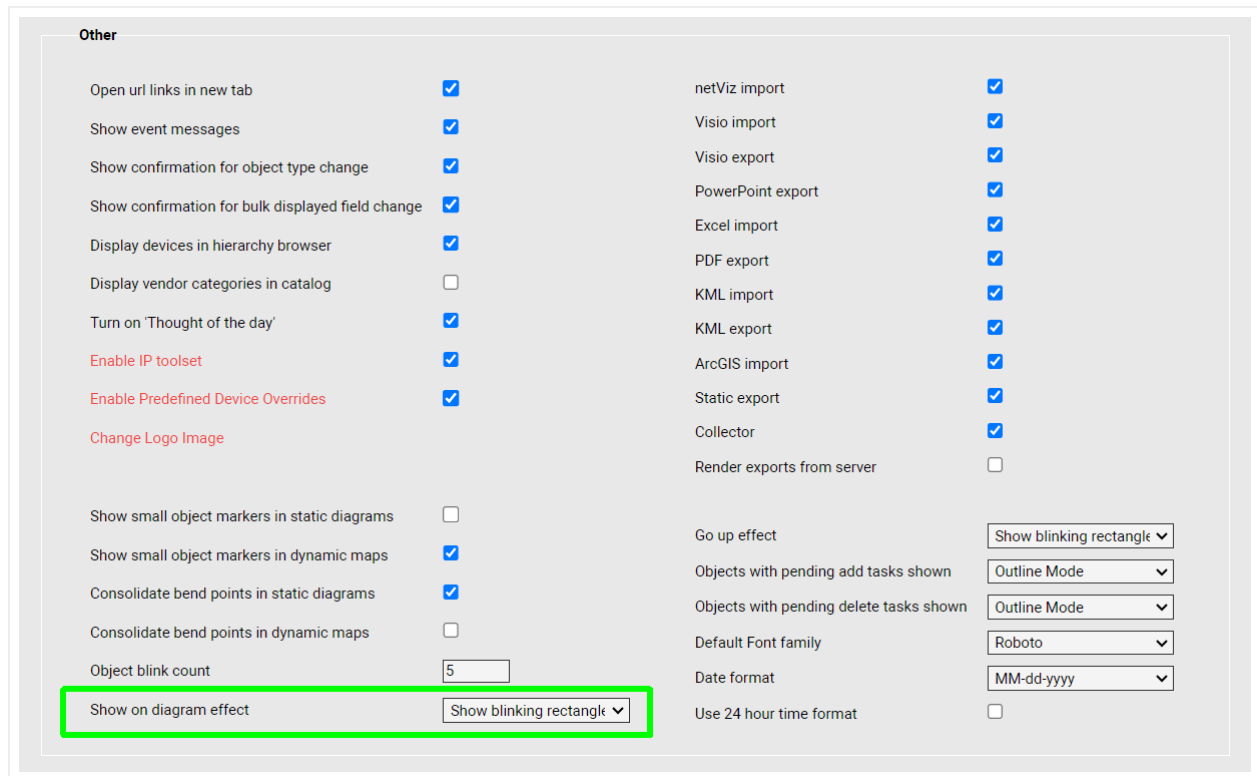 Other
Open url links in new tab
Show event messages
Show confirmation for object type change
Show confirmation for bulk displayed field change
Display devices in hierarchy browser
Display vendor categories in catalog
Turn on 'Thought of the day'
Enable IP toolset
Enable Predefined Device Overrides
Change Logo Image
Show small object markers in static diagrams
Show small object markers in dynamic maps
Consolidate bend points in static diagrams
Consolidate bend points in dynamic maps
Object blink count 5
Show on diagram effect Show blinking rectangle
netViz import
Visio import
Visio export
PowerPoint export
Excel import
PDF export
KML import
KML export
ArcGIS import
Static export
Collector
Render exports from server
Go up effect Show blinking rectangle
Objects with pending add tasks shown Outline Mode
Objects with pending delete tasks shown Outline Mode
Default Font family Roboto
Date format MM-dd-yyyy
Use 24 hour time format